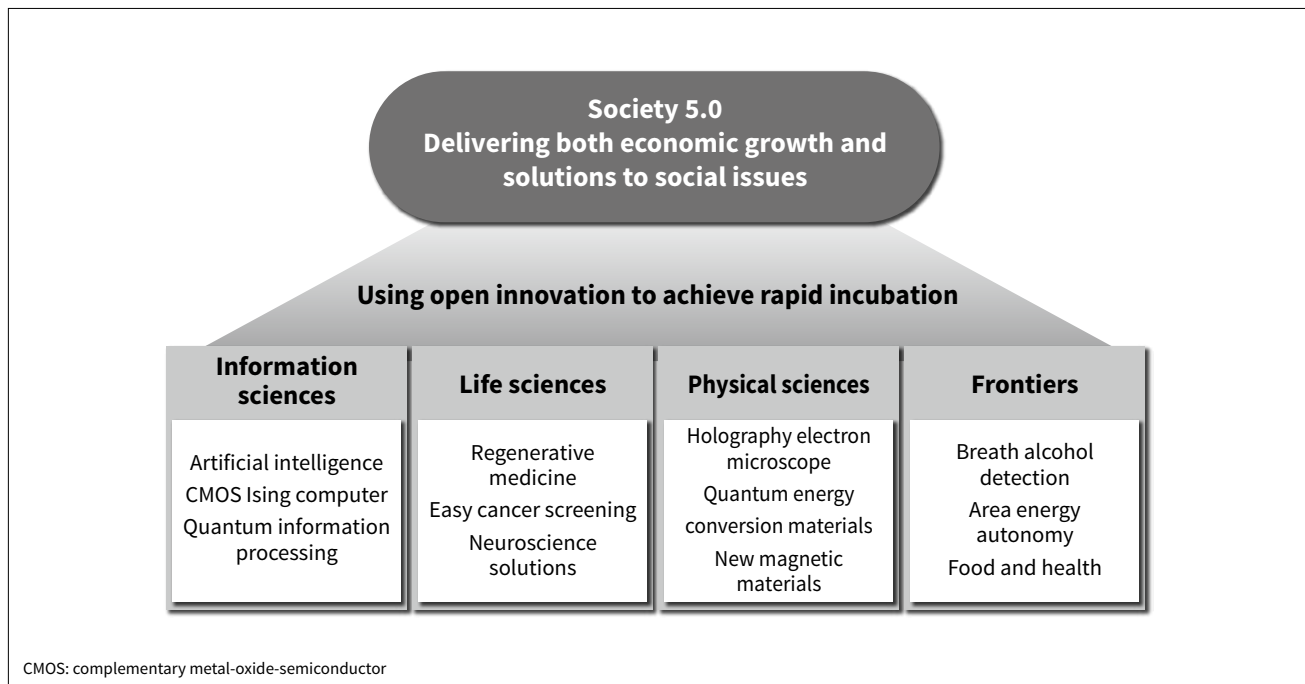 Society 5.0
Delivering both economic growth and
solutions to social issues
Using open innovation to achieve rapid incubation
Information
sciences
Artificial intelligence
CMOS Ising computer
Quantum information
processing
Life sciences
Regenerative
medicine
Easy cancer screening
Neuroscience
solutions
Physical sciences
Holography electron
microscope
Quantum energy
conversion materials
New magnetic
materials
Frontiers
Breath alcohol
detection
Area energy
autonomy
Food and health
CMOS: complementary metal-oxide-semiconductor